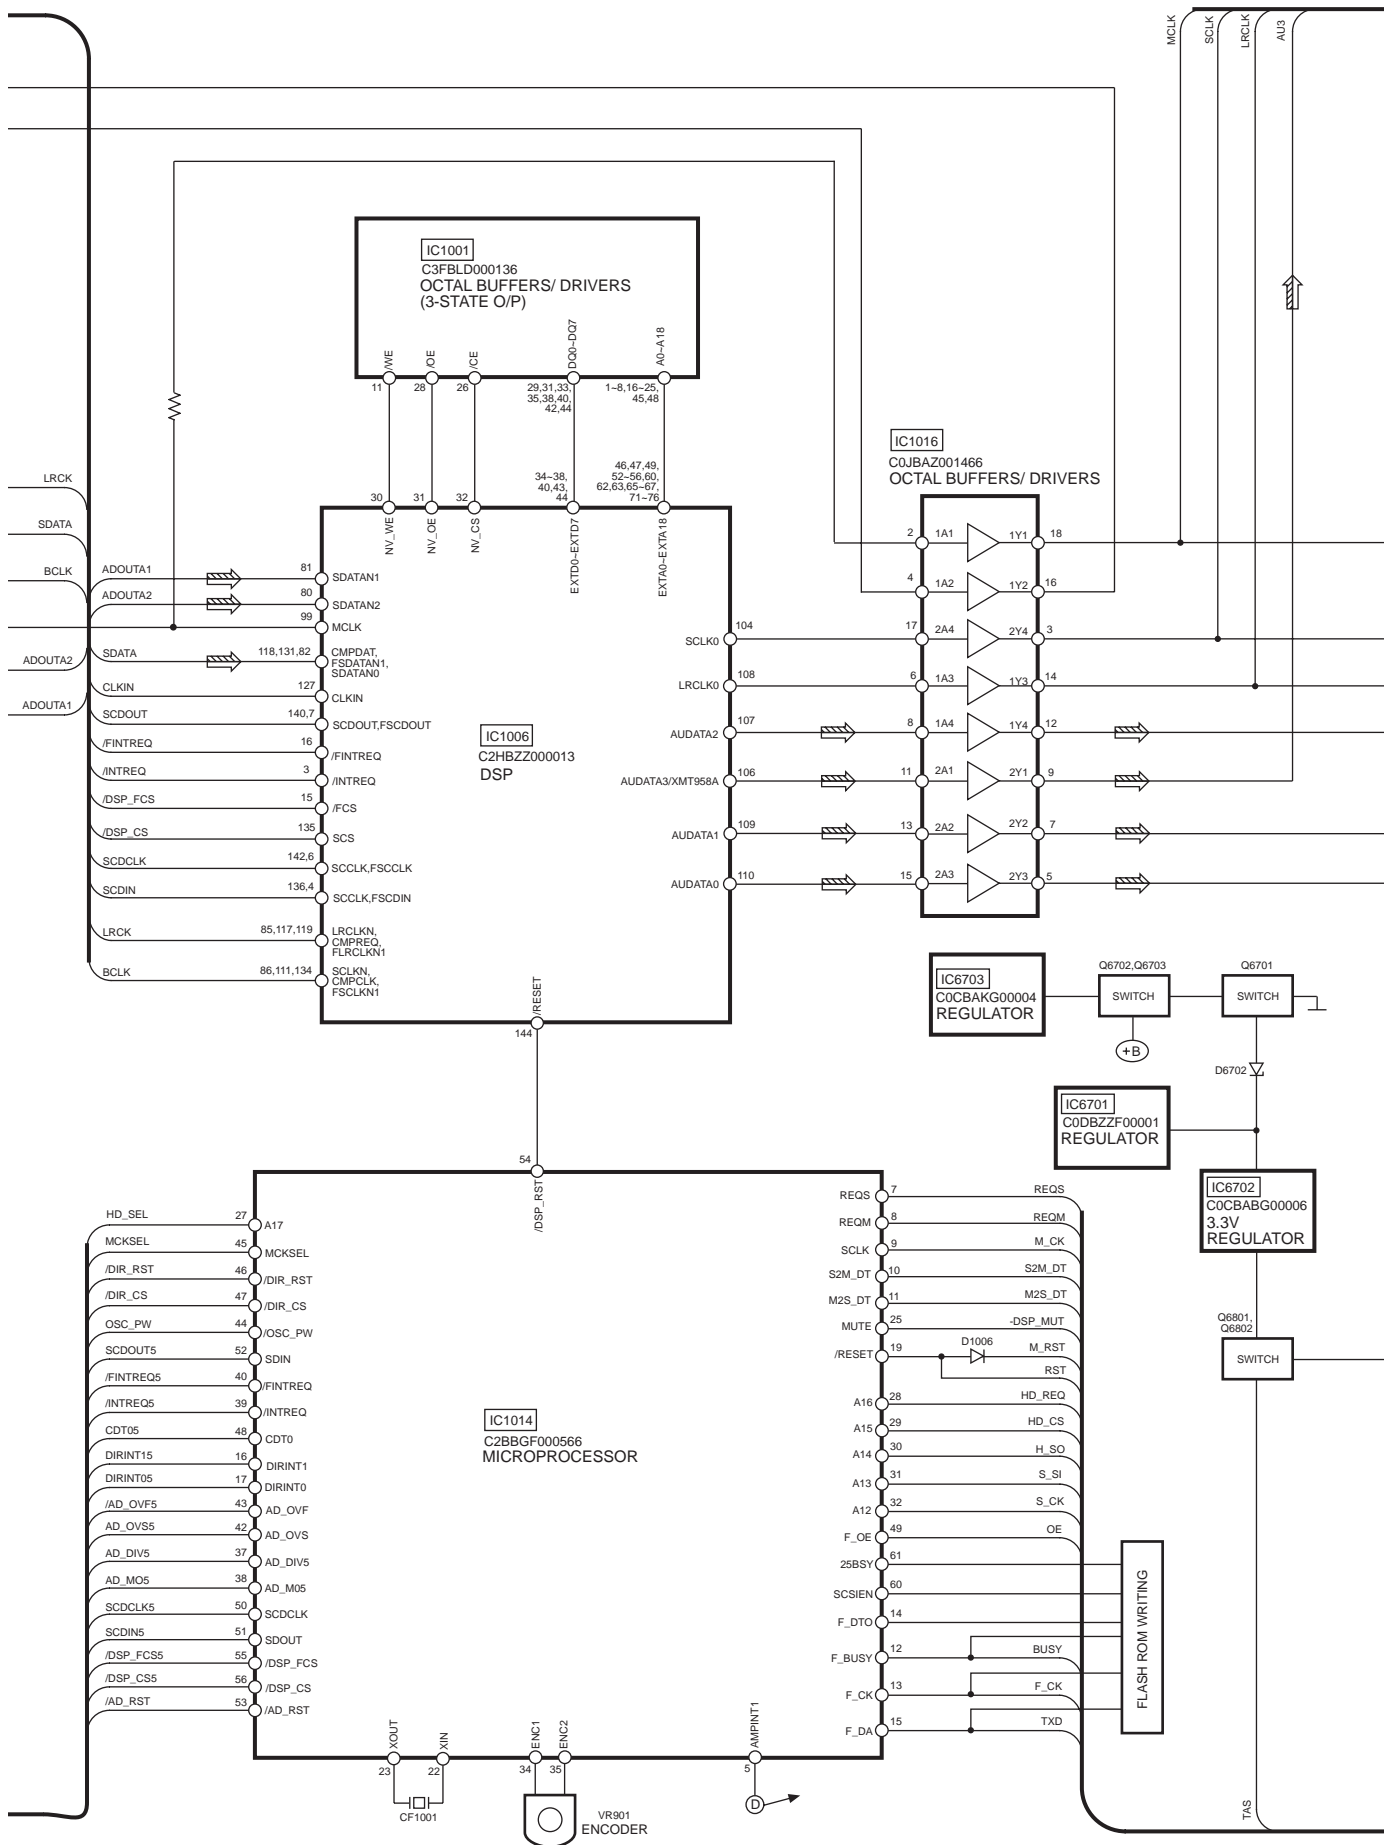 MCLK
SCLK
LRCLK
AU3
IC1001
C3FBLD000136
OCTAL BUFFERS/ DRIVERS
(3-STATE O/P)
/WE
/OE
/CE
DQ0~DQ7
A0~A18
11
28
26
29,31,33,
35,38,40,
42,44
1~8,16~25,
45,48
30
31
32
34~38,
40,43,
44
46,47,49,
52~56,60,
62,63,65~67,
71~76
NV_WE
NV_OE
NV_CS
EXTD0~EXTD7
EXTA0~EXTA18
LRCK
SDATA
BCLK
ADOUTA2
ADOUTA1
ADOUTA1
81
SDATAN1
ADOUTA2
80
SDATAN2
99
MCLK
SDATA
118,131,82
CMPDAT,
FSDATAN1,
SDATAN0
CLKIN
127
CLKIN
SCDOUT
140,7
SCDOUT,FSCDOUT
/FINTREQ
16
/FINTREQ
/INTREQ
3
/INTREQ
/DSP_FCS
15
/FCS
/DSP_CS
135
SCS
SCDCLK
142,6
SCCLK,FSCCLK
SCDIN
136,4
SCCLK,FSCDIN
LRCK
85,117,119
LRCLKN,
CMPREQ,
FLRCLKN1
BCLK
86,111,134
SCLKN,
CMPCLK,
FSCLKN1
IC1006
C2HBZZ000013
DSP
SCLK0
104
LRCLK0
108
AUDATA2
107
AUDATA3/XMT958A
106
AUDATA1
109
AUDATA0
110
/RESET
144
IC1016
C0JBAZ001466
OCTAL BUFFERS/ DRIVERS
2 1A1 1Y1 18
4 1A2 1Y2 16
17 2A4 2Y4 3
6 1A3 1Y3 14
8 1A4 1Y4 12
11 2A1 2Y1 9
13 2A2 2Y2 7
15 2A3 2Y3 5
IC6703
C0CBAKG00004
REGULATOR
Q6702,Q6703
SWITCH
+B
Q6701
SWITCH
D6702
IC6701
C0DBZZF00001
REGULATOR
IC6702
C0CBABG00006
3.3V
REGULATOR
Q6801,
Q6802
SWITCH
TAS
54
/DSP_RST
HD_SEL 27 A17
MCKSEL 45 MCKSEL
/DIR_RST 46 /DIR_RST
/DIR_CS 47 /DIR_CS
OSC_PW 44 /OSC_PW
SCDOUT5 52 SDIN
/FINTREQ5 40 /FINTREQ
/INTREQ5 39 /INTREQ
CDT05 48 CDT0
DIRINT15 16 DIRINT1
DIRINT05 17 DIRINT0
/AD_OVF5 43 AD_OVF
AD_OVS5 42 AD_OVS
AD_DIV5 37 AD_DIV5
AD_MO5 38 AD_M05
SCDCLK5 50 SCDCLK
SCDIN5 51 SDOUT
/DSP_FCS5 55 /DSP_FCS
/DSP_CS5 56 /DSP_CS
/AD_RST 53 /AD_RST
IC1014
C2BBGF000566
MICROPROCESSOR
REQS 7 REQS
REQM 8 REQM
SCLK 9 M_CK
S2M_DT 10 S2M_DT
M2S_DT 11 M2S_DT
MUTE 25 -DSP_MUT
/RESET 19 D1006 M_RST
RST
A16 28 HD_REQ
A15 29 HD_CS
A14 30 H_SO
A13 31 S_SI
A12 32 S_CK
F_OE 49 OE
25BSY 61
SCSIEN 60
F_DTO 14
F_BUSY 12 BUSY
F_CK 13 F_CK
F_DA 15 TXD
FLASH ROM WRITING
XOUT
23
XIN
22
CF1001
ENC1
34
ENC2
35
VR901
ENCODER
AMPINT1
5
D